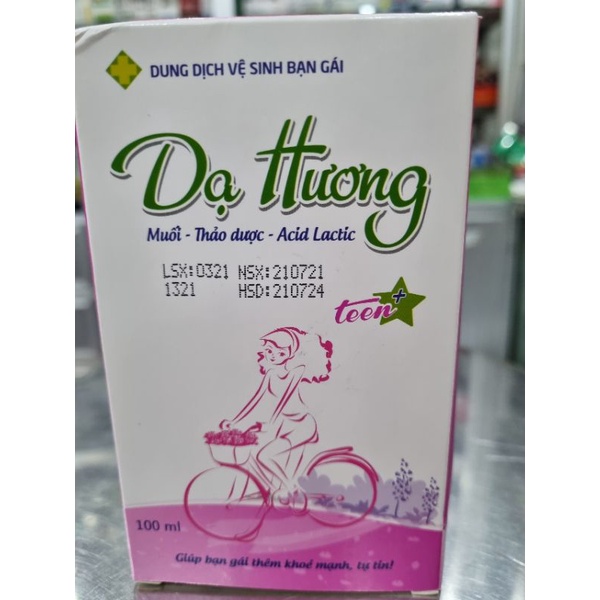 DUNG DỊCH VỆ SINH BẠN GÁI
Dạ Hương
Muối - Thảo dược - Acid Lactic
LSX:0321 NSX:210721
1321 HSD:210724
teen+
100 ml
Giúp bạn gái thêm khoẻ mạnh, tự tin!